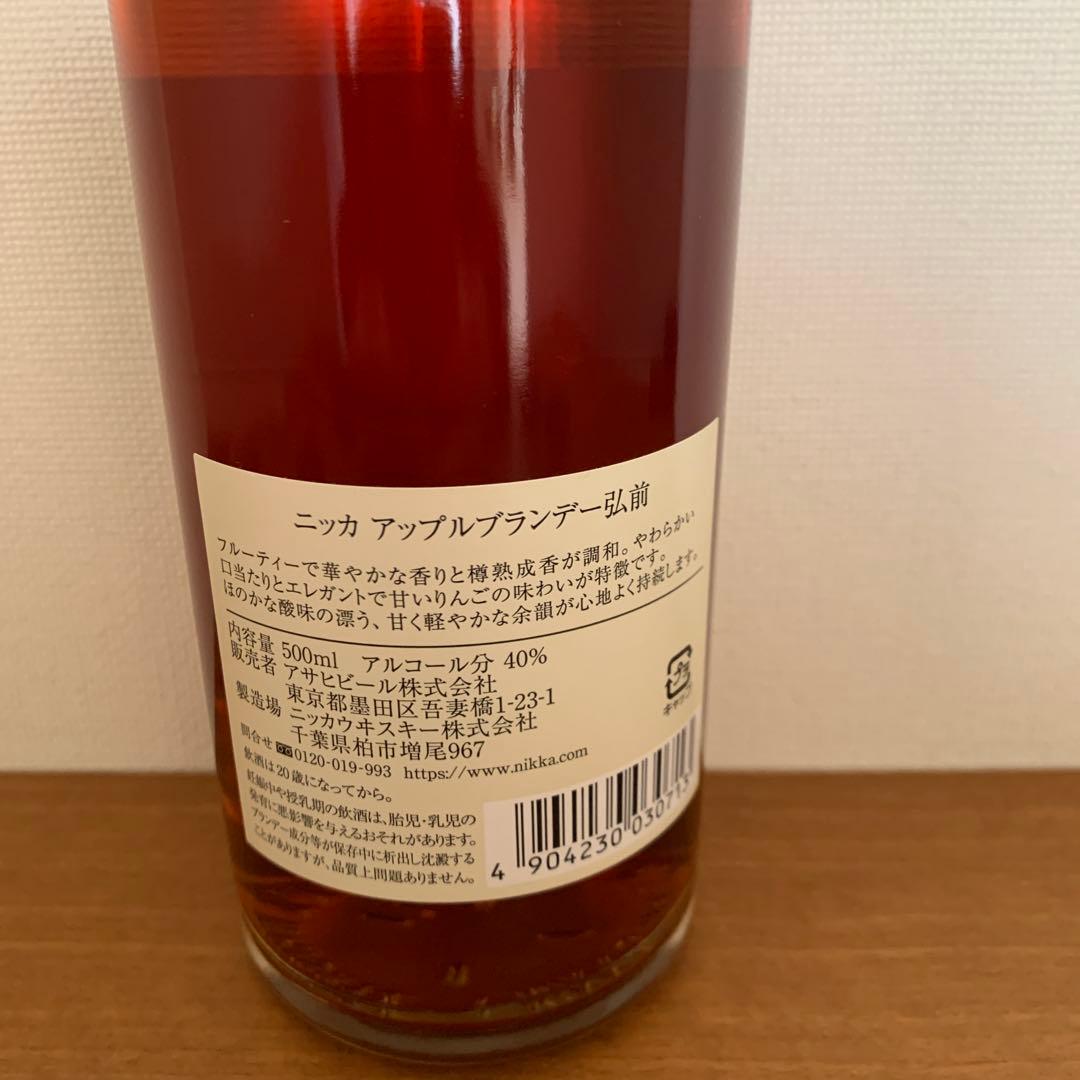 ニッカ アップルブランデー弘前
フルーティーで華やかな香りと樽熟成香が調和。やわらかい
口当たりとエレガントで甘いりんごの味わいが特徴です。
ほのかな酸味の漂う、甘く軽やかな余韻が心地よく持続します。
内容量 500ml アルコール分 40%
販売者 アサヒビール株式会社
東京都墨田区吾妻橋1-23-1
製造場 ニッカウヰスキー株式会社
千葉県柏市増尾967
問合せ 0120-019-993 https://www.nikka.com
飲酒は20歳になってから。
妊娠中や授乳期の飲酒は、胎児・乳児の
発育に悪影響を与えるおそれがあります。
ブランデー成分等が保存中に析出し沈澱する
ことがありますが、品質上問題ありません。
プラ
キャップ
4 904230 030713